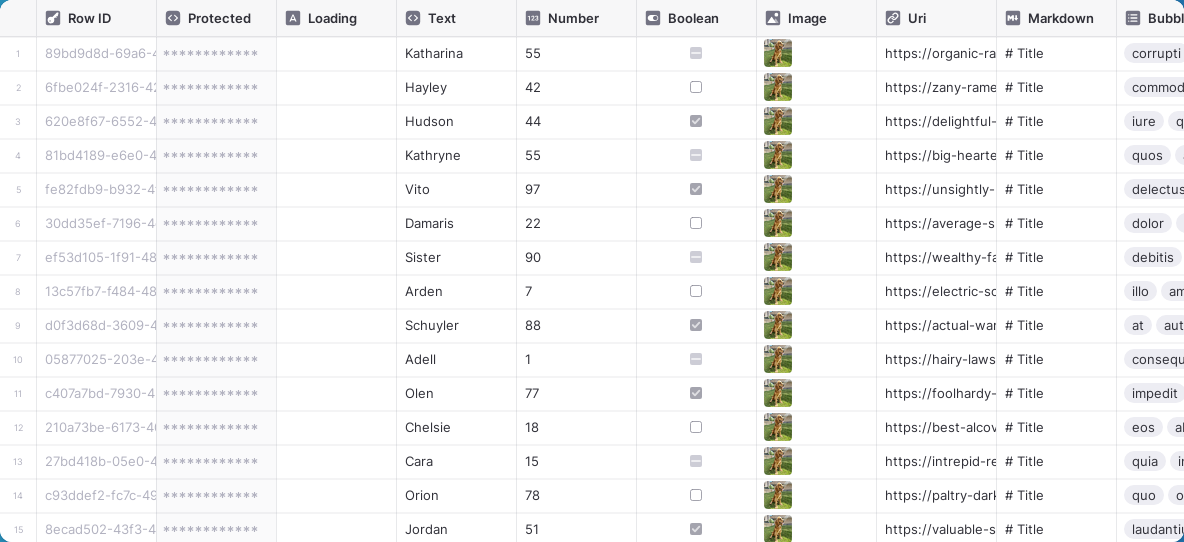 Row ID Protected Loading Text Number Boolean Image Uri Markdown Bubbl
1 89bd9d8d-69a6-4 ************ Katharina 55 https://organic-ra # Title corrupti
2 6fbe024f-2316-42 ************ Hayley 42 https://zany-rame # Title commod
3 620e8f67-6552-4 ************ Hudson 44 https://delightful- # Title iure q
4 81bd4189-e6e0-4 ************ Kathryne 55 https://big-hearte # Title quos
5 fe82fdb9-b932-4 ************ Vito 97 https://unsightly- # Title delectus
6 30dd35ef-7196-4 ************ Damaris 22 https://average-s # Title dolor
7 ef53d105-1f91-48 ************ Sister 90 https://wealthy-fa # Title debitis
8 13c57fb7-f484-48 ************ Arden 7 https://electric-sc # Title illo am
9 d0f3d68d-3609-4 ************ Schuyler 88 https://actual-war # Title at aut
10 05877025-203e-4 ************ Adell 1 https://hairy-laws # Title consequ
11 c407a7bd-7930-4 ************ Olen 77 https://foolhardy- # Title impedit
12 210a73be-6173-40 ************ Chelsie 18 https://best-alcov # Title eos al
13 27bd418b-05e0-4 ************ Cara 15 https://intrepid-re # Title quia in
14 c93ddef2-fc7c-49 ************ Orion 78 https://paltry-dark # Title quo o
15 8ecad502-43f3-4 ************ Jordan 51 https://valuable-s # Title laudantiu